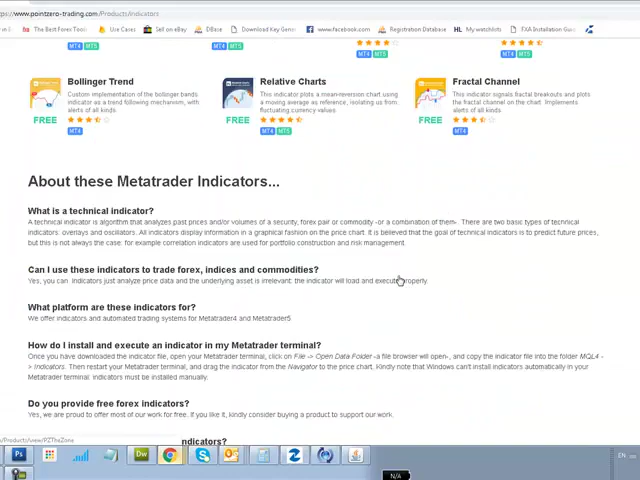 www.pointzero-trading.com/Products/Indicators
The Best Forex Tools
Log In
Use Cases
Sell on eBay
DBase
Download Key Gener
www.facebook.com
Registration Database
HL My watchlists
FXA Installation Guid
MT4 MT5 MT4 MT5 MT4 MT5 MT4 MT5
Bollinger Trend
Custom implementation of the bollinger bands
indicator as a trend following mechanism, with
alerts of all kinds
FREE
MT4
Relative Charts
This indicator plots a mean-reversion chart using
a moving average as reference, isolating us from
fluctuating currency values
FREE
MT4 MT5
Fractal Channel
This indicator signals fractal breakouts and plots
the fractal channel on the chart. Implements
alerts of all kinds
FREE
MT4
About these Metatrader Indicators...
What is a technical indicator?
A technical indicator is algorithm that analyzes past prices and/or volumes of a security, forex pair or commodity -or a combination of them-. There are two basic types of technical
indicators: overlays and oscillators. All indicators display information in a graphical fashion on the price chart. It is believed that the goal of technical indicators is to predict future prices,
but this is not always the case: for example correlation indicators are used for portfolio construction and risk management.
Can I use these indicators to trade forex, indices and commodities?
Yes, you can. Indicators just analyze price data and the underlying asset is irrelevant: the indicator will load and execute properly.
What platform are these indicators for?
We offer indicators and automated trading systems for Metatrader4 and Metatrader5
How do I install and execute an indicator in my Metatrader terminal?
Once you have downloaded the indicator file, open your Metatrader terminal, click on File -> Open Data Folder -a file browser will open-, and copy the indicator file into the folder MQL4 -
> Indicators. Then restart your Metatrader terminal, and drag the indicator from the Navigator to the price chart. Kindly note that Windows can't install indicators automatically in your
Metatrader terminal: indicators must be installed manually.
Do you provide free forex indicators?
Yes, we are proud to offer most of our work for free. If you like it, kindly consider buying a product to support our work.
/Products/view/PZTheZone
ndicators?
Ps
Dw
EN
N/A